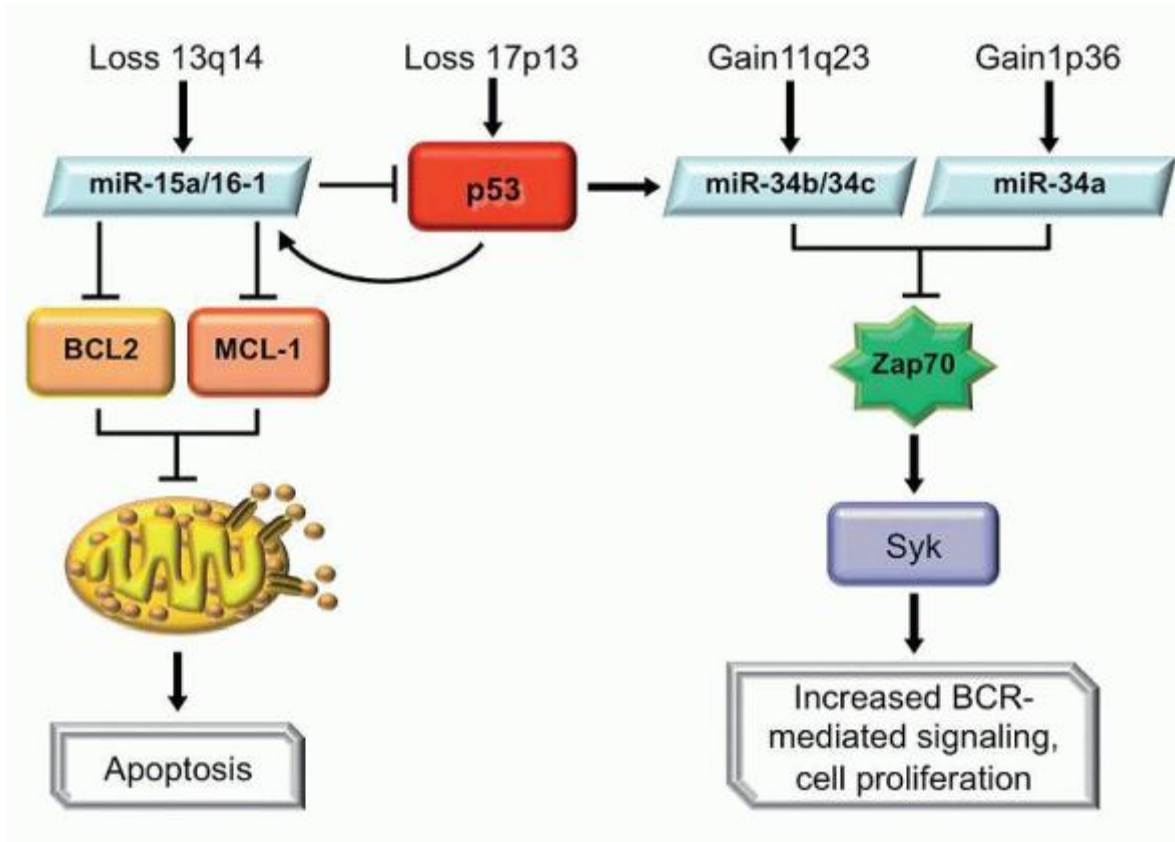 Loss 13q14
Loss 17p13
Gain11q23
Gain1p36
miR-15a/16-1
p53
miR-34b/34c
miR-34a
BCL2
MCL-1
Zap70
Syk
Increased BCR-
mediated signaling,
cell proliferation
Apoptosis